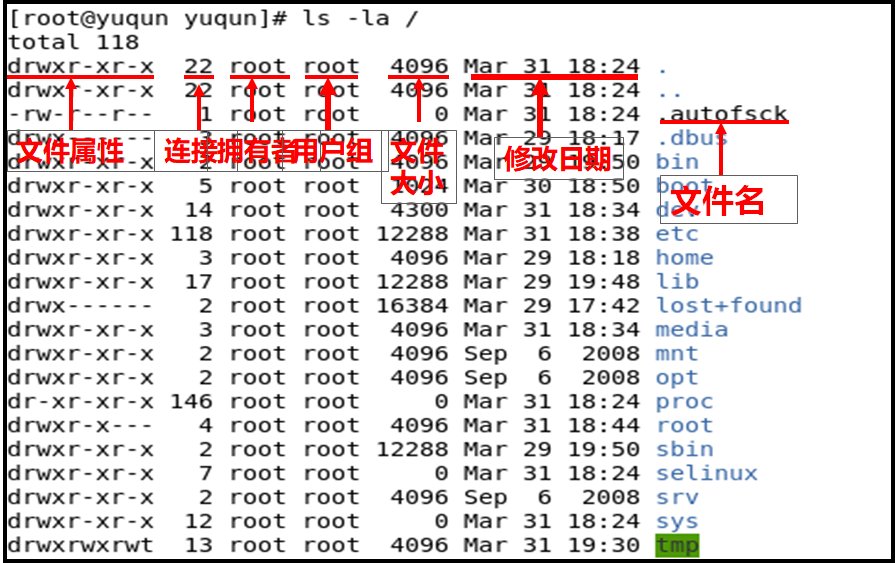 [root@yuqun yuqun]# ls -la /
total 118
drwxr-xr-x 22 root root 4096 Mar 31 18:24 .
drwxr-xr-x 22 root root 4096 Mar 31 18:24 ..
-rw-r--r-- 1 root root 0 Mar 31 18:24 .autofsck
drwx------ 3 4096 Mar 29 18:17 .dbus
文件属性 连接 拥有者 用户组 文件大小 修改日期 文件名
4096 Mar 29 19:50 bin
drwxr-xr-x 5 root root 1024 Mar 30 18:50 boot
drwxr-xr-x 14 root root 4300 Mar 31 18:34 dev
drwxr-xr-x 118 root root 12288 Mar 31 18:38 etc
drwxr-xr-x 3 root root 4096 Mar 29 18:18 home
drwxr-xr-x 17 root root 12288 Mar 29 19:48 lib
drwx------ 2 root root 16384 Mar 29 17:42 lost+found
drwxr-xr-x 3 root root 4096 Mar 31 18:34 media
drwxr-xr-x 2 root root 4096 Sep 6 2008 mnt
drwxr-xr-x 2 root root 4096 Sep 6 2008 opt
dr-xr-xr-x 146 root root 0 Mar 31 18:24 proc
drwxr-x--- 4 root root 4096 Mar 31 18:44 root
drwxr-xr-x 2 root root 12288 Mar 29 19:50 sbin
drwxr-xr-x 7 root root 0 Mar 31 18:24 selinux
drwxr-xr-x 2 root root 4096 Sep 6 2008 srv
drwxr-xr-x 12 root root 0 Mar 31 18:24 sys
drwxrwxrwt 13 root root 4096 Mar 31 19:30 tmp